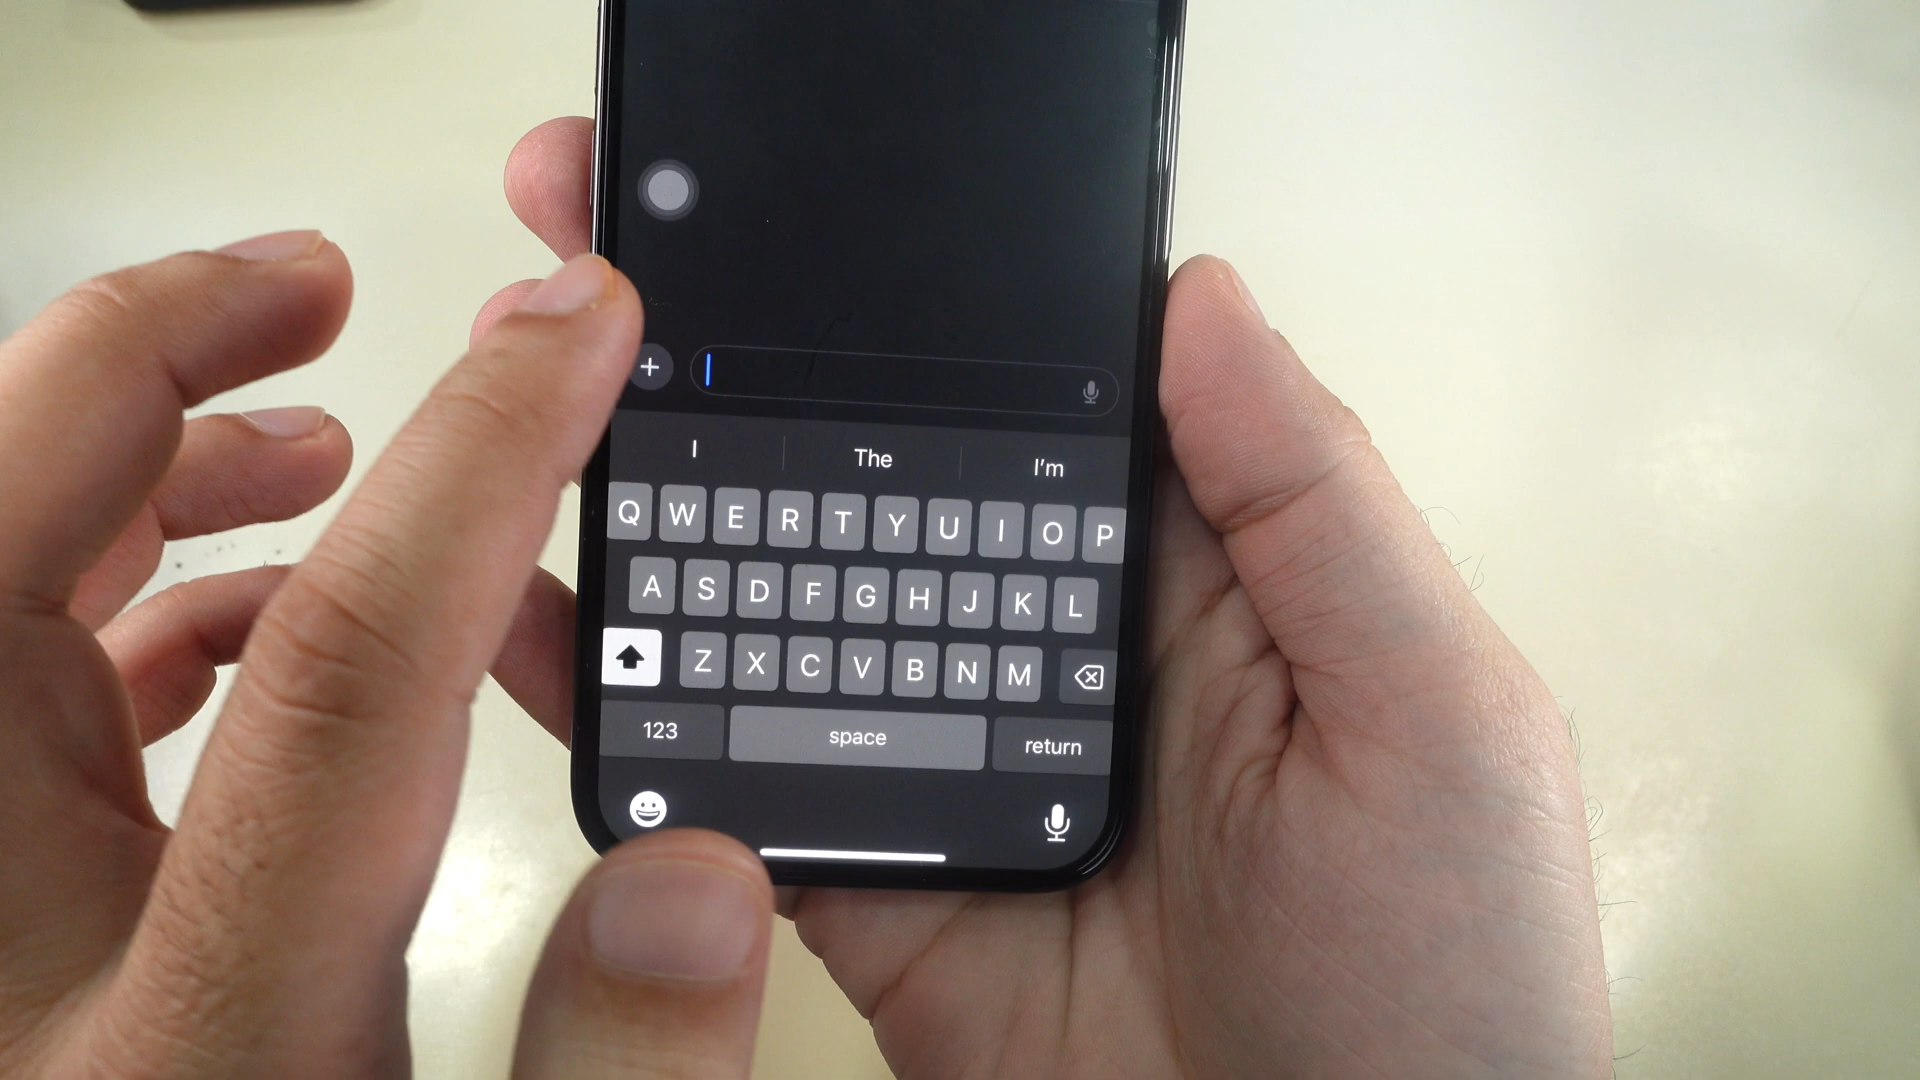 I The I'm
Q W E R T Y U I O P
A S D F G H J K L
Z X C V B N M
123 space return